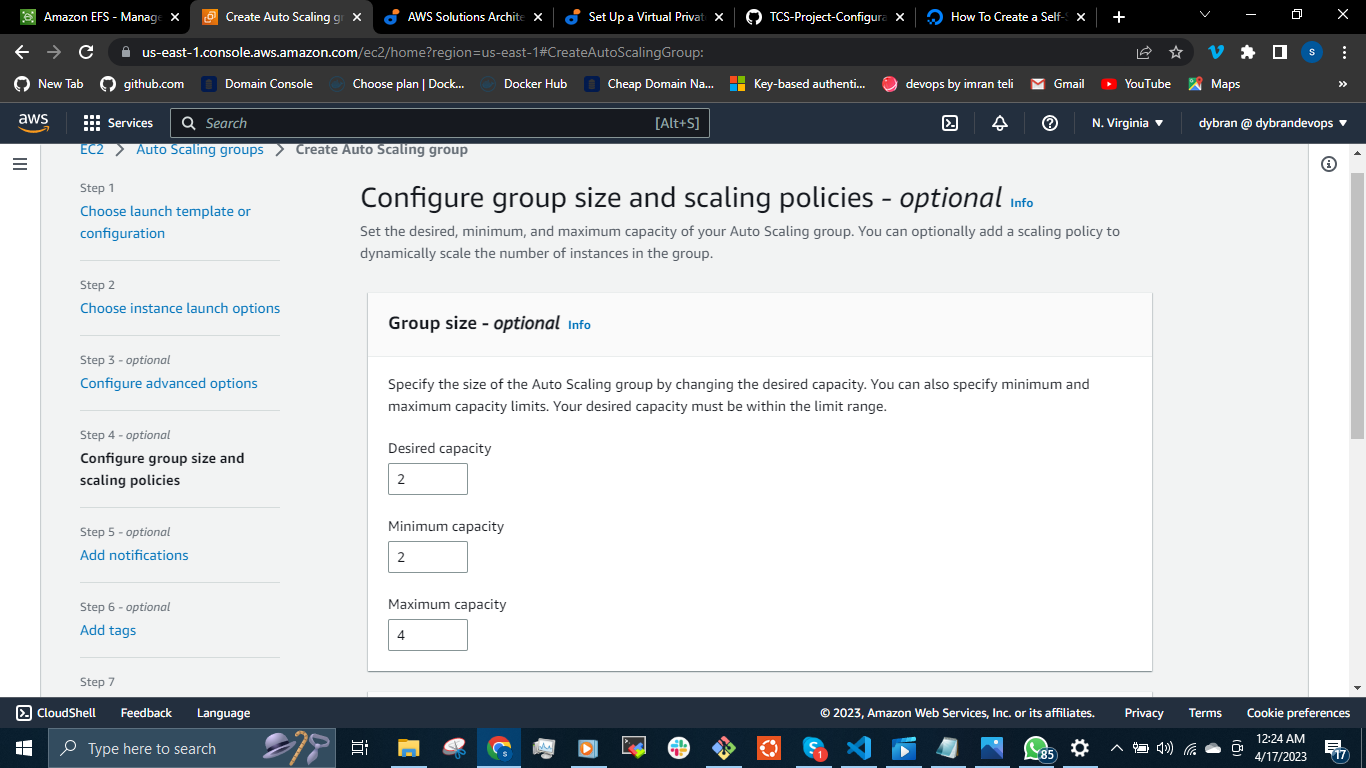 Amazon EFS - Manage
Create Auto Scaling gr
AWS Solutions Archite
Set Up a Virtual Privat
TCS-Project-Configura
How To Create a Self-S
us-east-1.console.aws.amazon.com/ec2/home?region=us-east-1#CreateAutoScalingGroup:
S
New Tab
github.com
Domain Console
Choose plan | Dock...
Docker Hub
Cheap Domain Na...
Key-based authenti...
devops by imran teli
Gmail
YouTube
Maps
»
aws
Services
Search
[Alt+S]
N. Virginia
dybran @ dybrandevops
EC2
Auto Scaling groups
Create Auto Scaling group
Step 1
Choose launch template or
configuration
Step 2
Choose instance launch options
Step 3 - optional
Configure advanced options
Step 4 - optional
Configure group size and
scaling policies
Step 5 - optional
Add notifications
Step 6 - optional
Add tags
Step 7
Configure group size and scaling policies - optional Info
Set the desired, minimum, and maximum capacity of your Auto Scaling group. You can optionally add a scaling policy to
dynamically scale the number of instances in the group.
Group size - optional Info
Specify the size of the Auto Scaling group by changing the desired capacity. You can also specify minimum and
maximum capacity limits. Your desired capacity must be within the limit range.
Desired capacity
2
Minimum capacity
2
Maximum capacity
4
CloudShell
Feedback
Language
© 2023, Amazon Web Services, Inc. or its affiliates.
Privacy
Terms
Cookie preferences
Type here to search
1
85
12:24 AM
4/17/2023
17